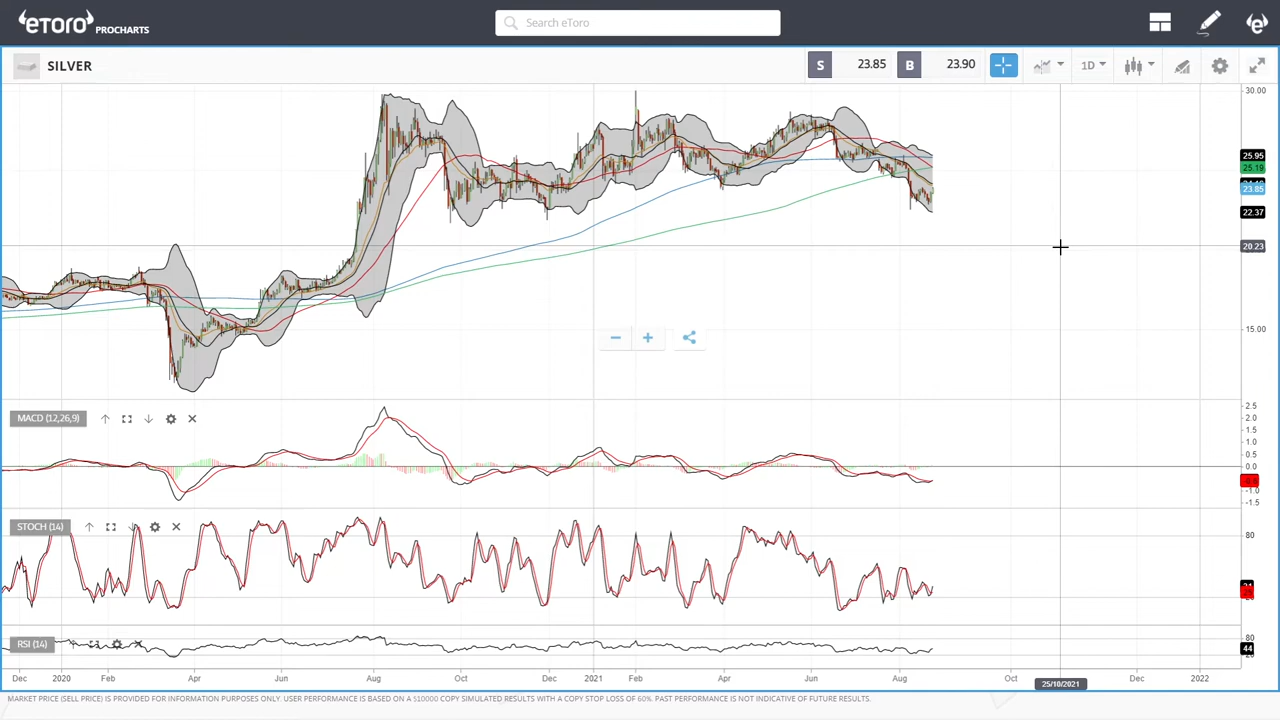 eToro PROCHARTS
Search eToro
SILVER
S 23.85 B 23.90
1D
30.00
25.95
25.19
23.85
22.37
20.23
15.00
MACD (12,26,9)
2.5
2.0
1.5
1.0
0.5
0.0
-1.0
-1.5
STOCH (14)
80
RSI (14)
80
44
Dec 2020 Feb Apr Jun Aug Oct Dec 2021 Feb Apr Jun Aug Oct 25/10/2021 Dec 2022
MARKET PRICE (SELL PRICE) IS PROVIDED FOR INFORMATION PURPOSES ONLY. USER PERFORMANCE IS BASED ON A $10000 COPY SIMULATED RESULTS WITH A COPY STOP LOSS OF 60%. PAST PERFORMANCE IS NOT INDICATIVE OF FUTURE RESULTS.